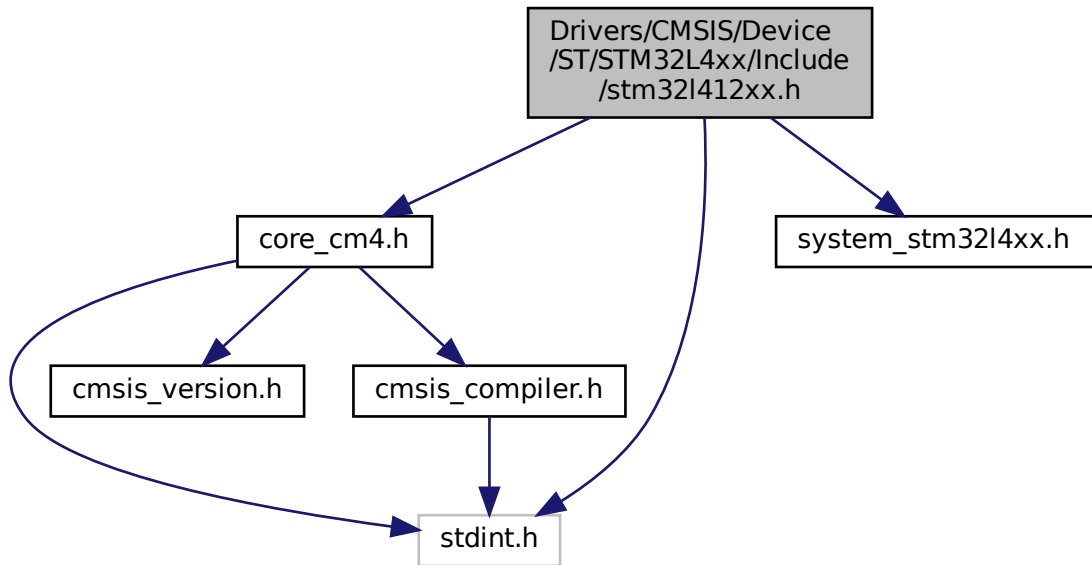 Drivers/CMSIS/Device
/ST/STM32L4xx/Include
/stm32l412xx.h
core_cm4.h
system_stm32l4xx.h
cmsis_version.h
cmsis_compiler.h
stdint.h